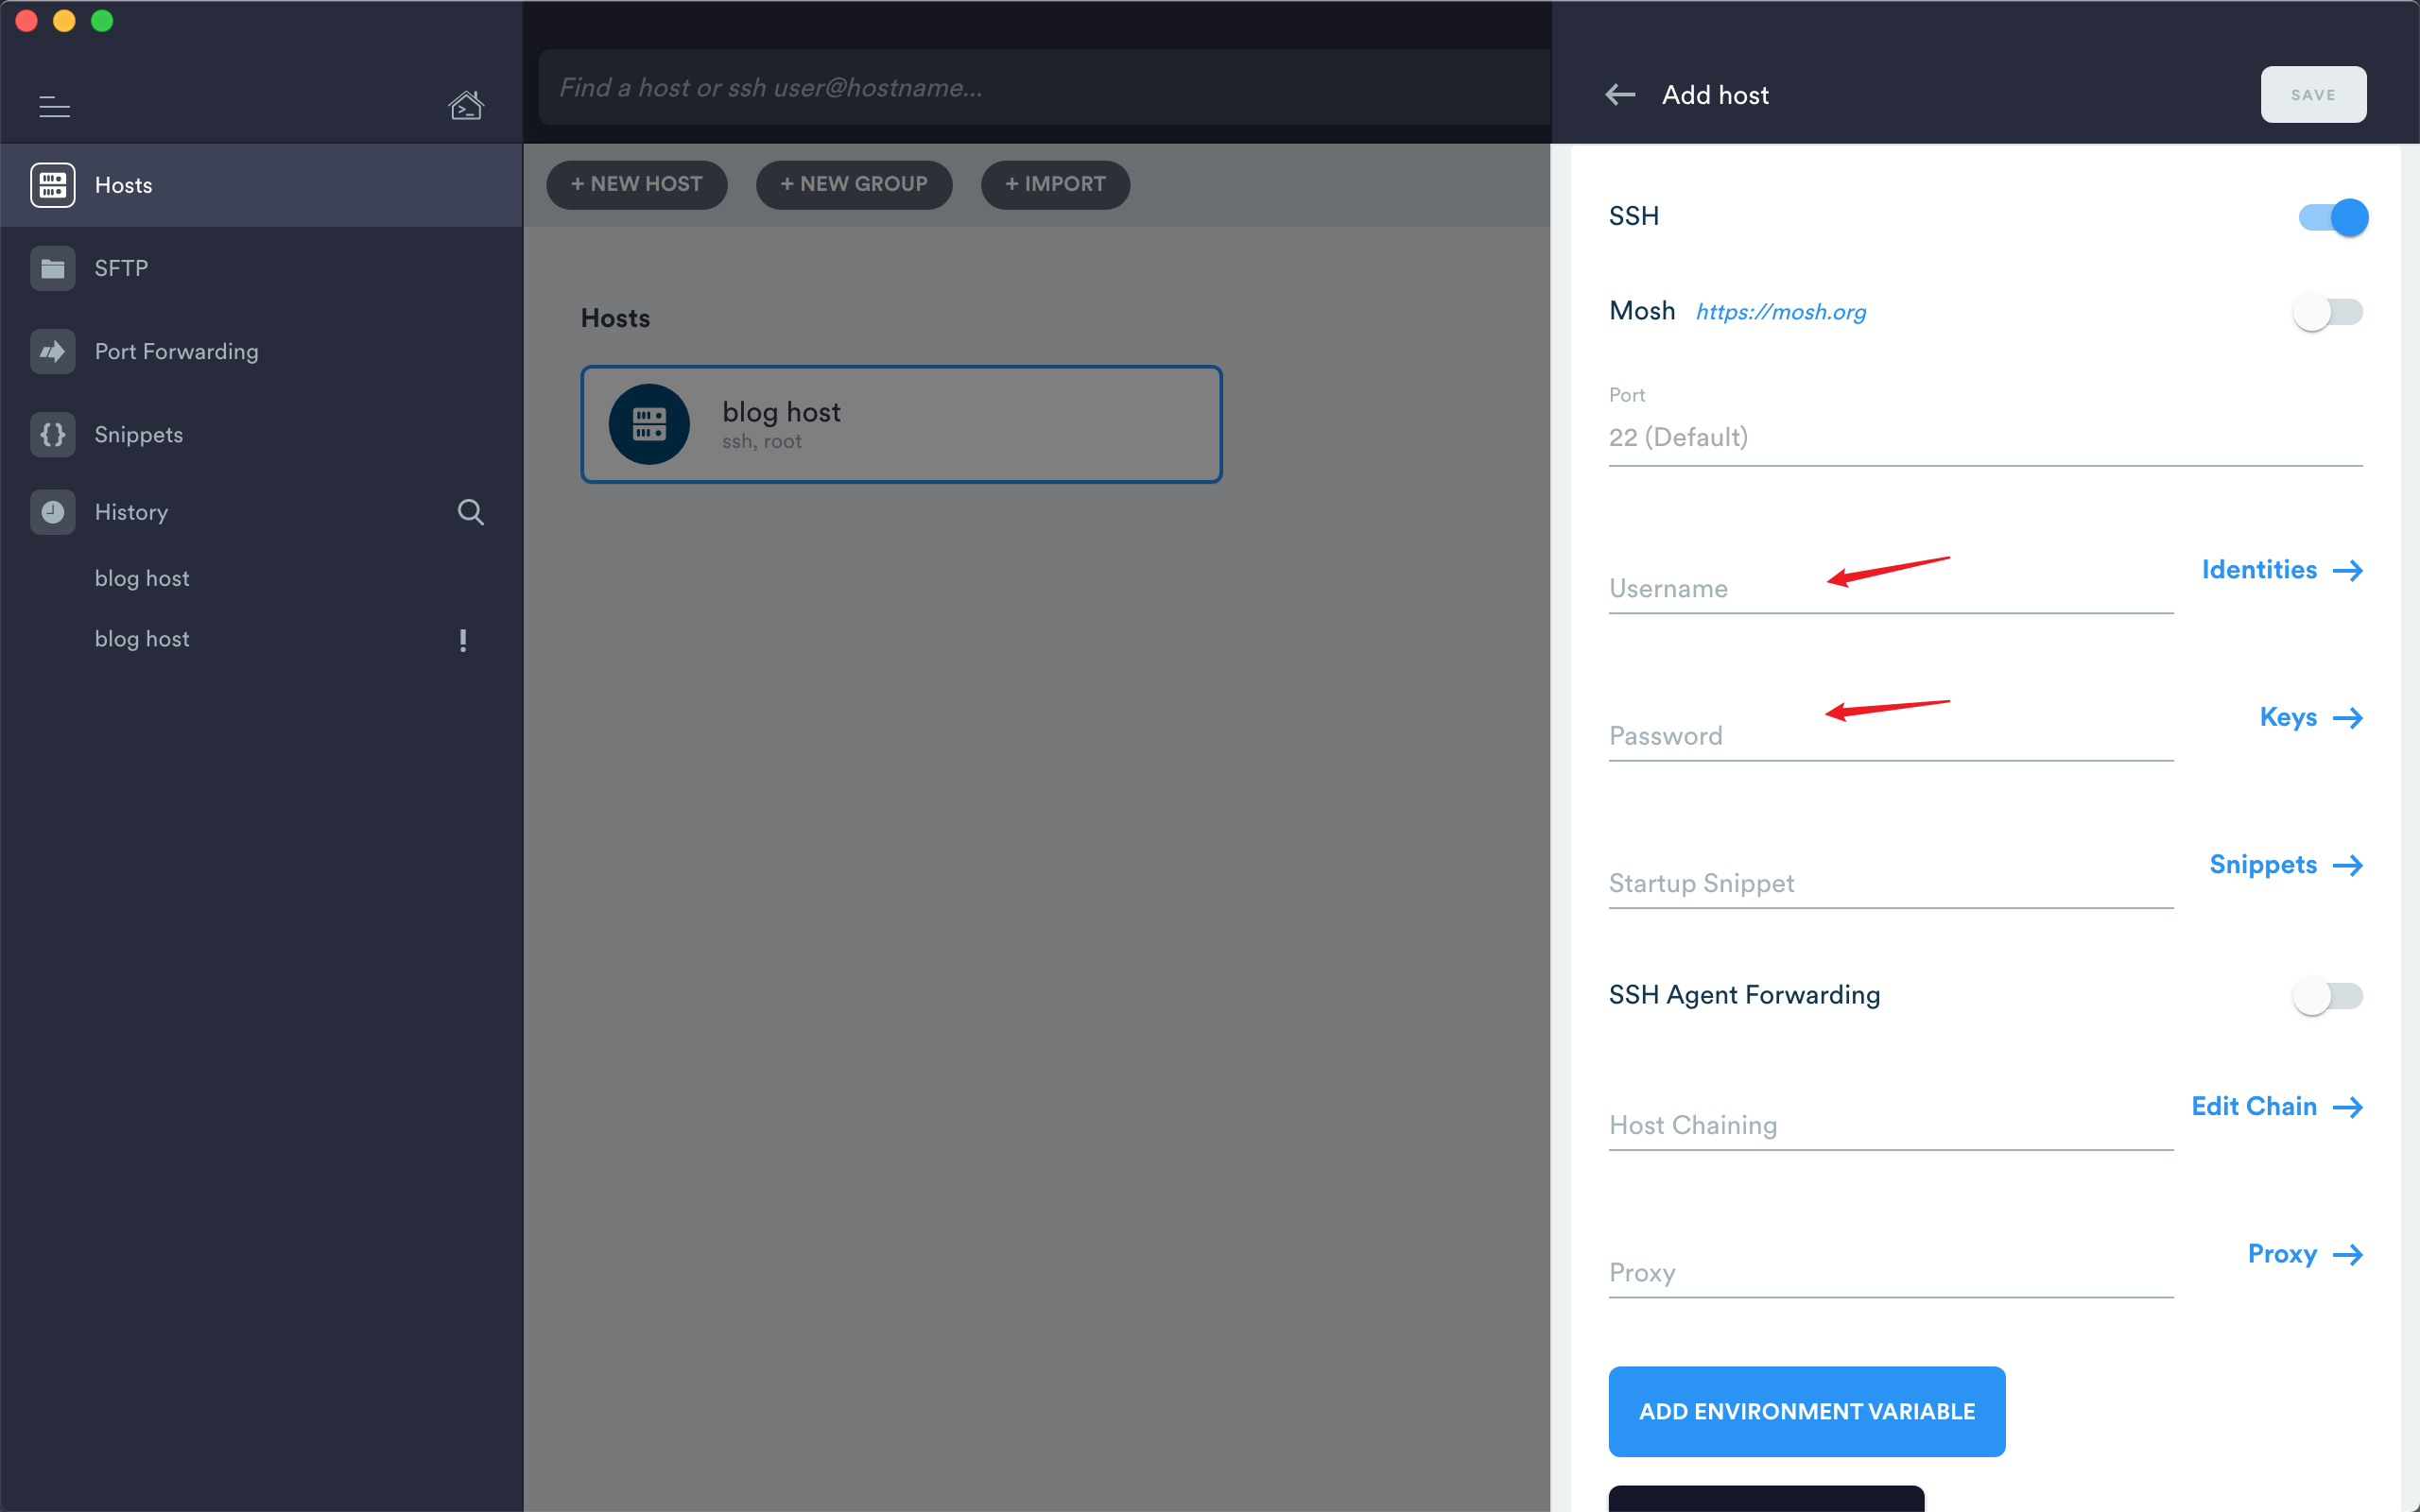 Hosts
SFTP
Port Forwarding
Snippets
History
blog host
blog host
Find a host or ssh user@hostname...
+ NEW HOST
+ NEW GROUP
+ IMPORT
Hosts
blog host
ssh, root
Add host
SAVE
SSH
Mosh https://mosh.org
Port
22 (Default)
Username
Identities
Password
Keys
Startup Snippet
Snippets
SSH Agent Forwarding
Host Chaining
Edit Chain
Proxy
Proxy
ADD ENVIRONMENT VARIABLE